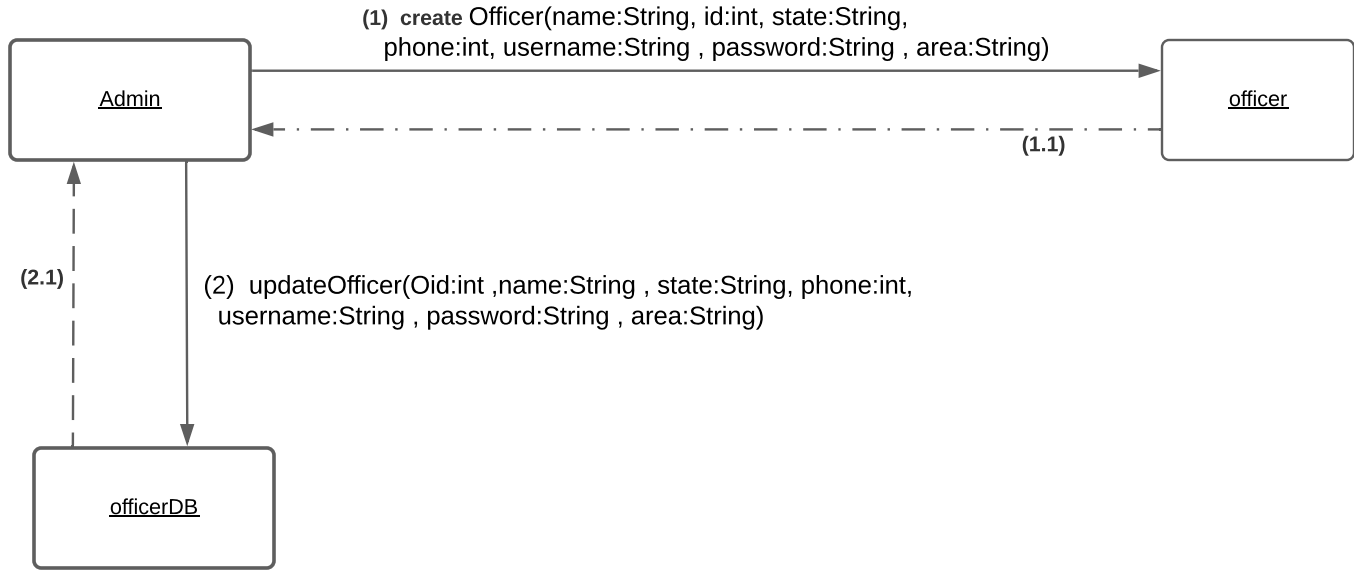 (1) create Officer(name:String, id:int, state:String,
phone:int, username:String , password:String , area:String)
Admin
officer
(1.1)
(2.1)
(2) updateOfficer(Oid:int ,name:String , state:String, phone:int,
username:String , password:String , area:String)
officerDB